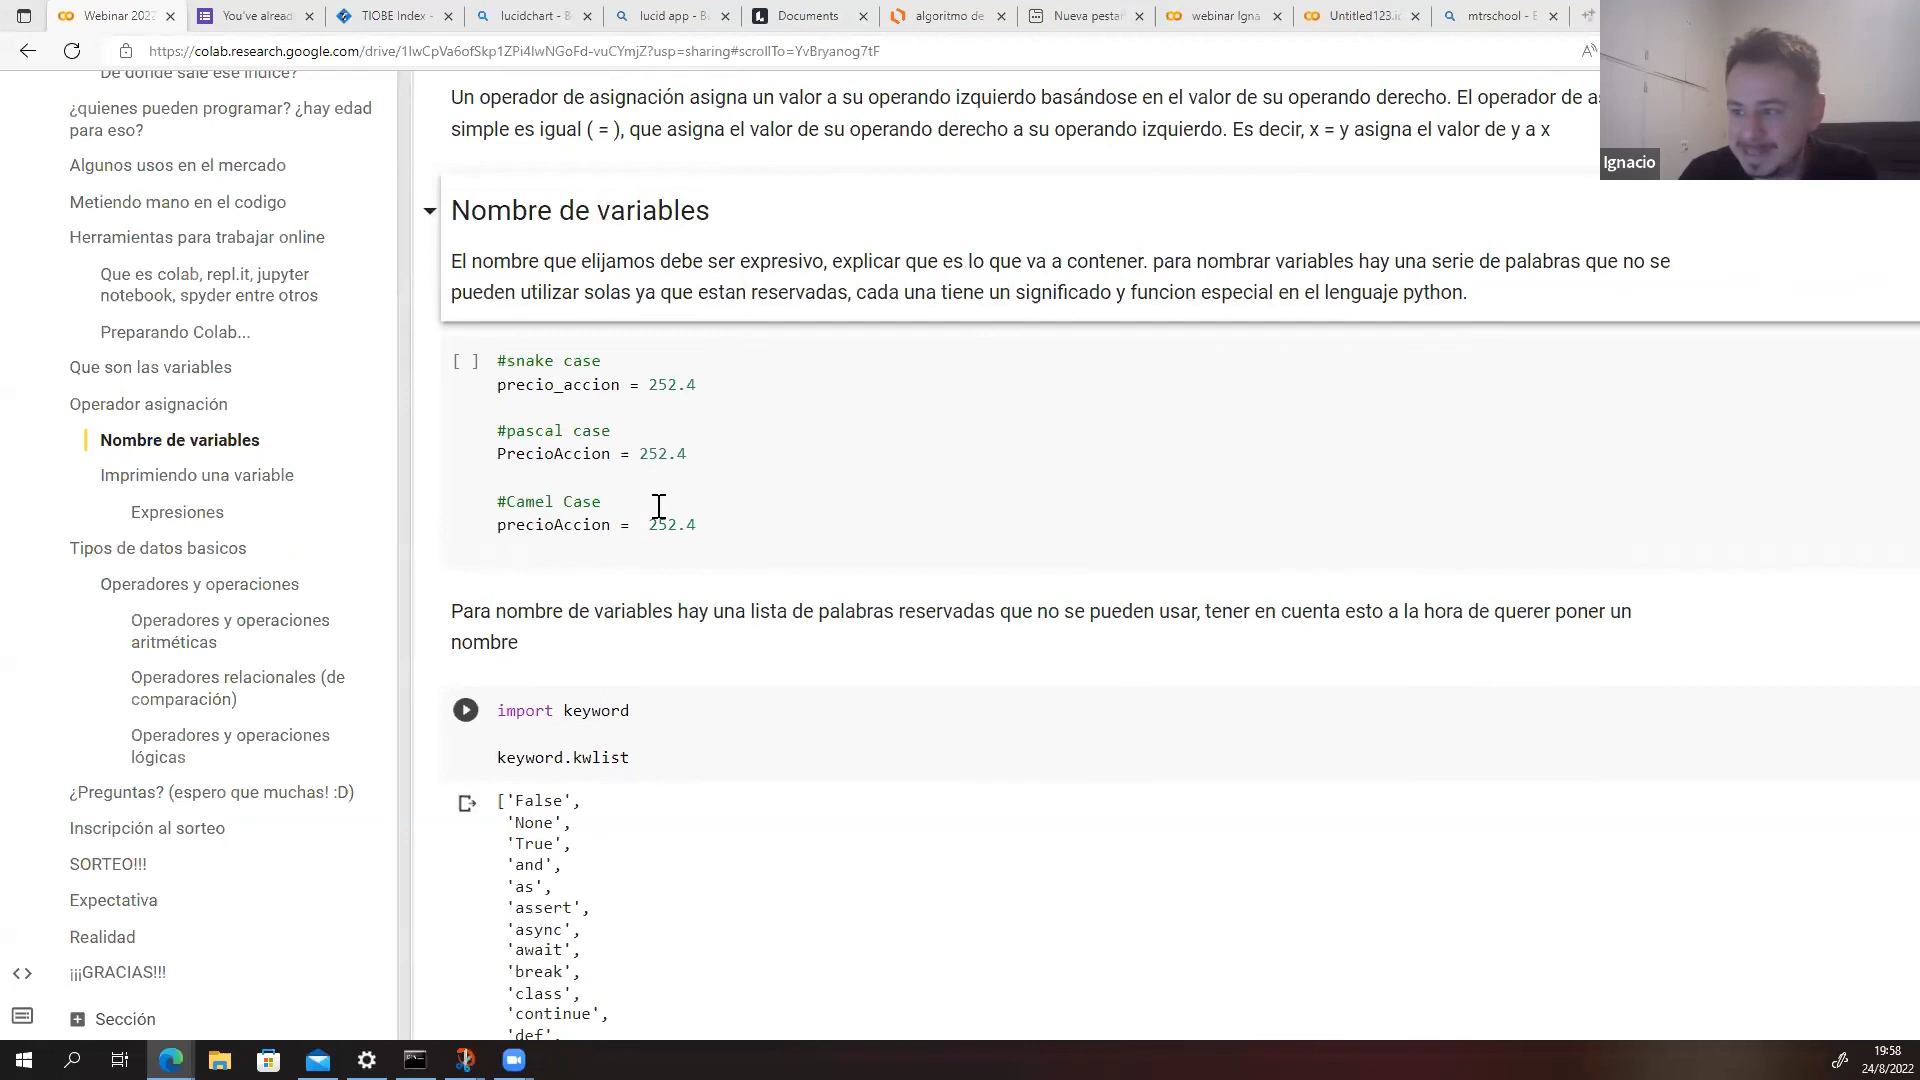 Webinar 202
You've alread
TIOBE Index -
lucidchart - B
lucid app - B
Documents
algoritmo de
Nueva pesta
webinar Igna
Untitled123.i
mtrschool - B
https://colab.research.google.com/drive/1IwCpVa6ofSkp1ZPi4IwNGoFd-vuCYmjZ?usp=sharing#scrollTo=YvBryanog7tF
De donde sale ese indice?
¿quienes pueden programar? ¿hay edad
para eso?
Algunos usos en el mercado
Metiendo mano en el codigo
Herramientas para trabajar online
Que es colab, repl.it, jupyter
notebook, spyder entre otros
Preparando Colab...
Que son las variables
Operador asignación
Nombre de variables
Imprimiendo una variable
Expresiones
Tipos de datos basicos
Operadores y operaciones
Operadores y operaciones
aritméticas
Operadores relacionales (de
comparación)
Operadores y operaciones
lógicas
¿Preguntas? (espero que muchas! :D)
Inscripción al sorteo
SORTEO!!!
Expectativa
Realidad
¡¡¡GRACIAS!!!
Sección
Un operador de asignación asigna un valor a su operando izquierdo basándose en el valor de su operando derecho. El operador de a
simple es igual ( = ), que asigna el valor de su operando derecho a su operando izquierdo. Es decir, x = y asigna el valor de y a x
Ignacio
Nombre de variables
El nombre que elijamos debe ser expresivo, explicar que es lo que va a contener. para nombrar variables hay una serie de palabras que no se
pueden utilizar solas ya que estan reservadas, cada una tiene un significado y funcion especial en el lenguaje python.
[ ] #snake case
precio_accion = 252.4
#pascal case
PrecioAccion = 252.4
#Camel Case
precioAccion =  252.4
Para nombre de variables hay una lista de palabras reservadas que no se pueden usar, tener en cuenta esto a la hora de querer poner un
nombre
import keyword
keyword.kwlist
['False',
'None',
'True',
'and',
'as',
'assert',
'async',
'await',
'break',
'class',
'continue',
'def',
19:58
24/8/2022